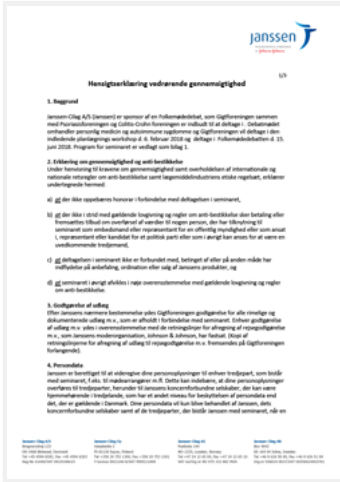 janssen
1/3
Hensigtserklæring vedrørende gennemsigtighed
1. Baggrund
Janssen-Cilag A/S (Janssen) er sponsor af en Folkemødedebat, som Gigtforeningen sammen
med Psoriasisforeningen og Colitis-Crohn foreningen er indbudt til at deltage i. Debatmødet
omhandler personlig medicin og autoimmune sygdomme og Gigtforeningen vil deltage i den
indledende planlægnings workshop d. 6. februar 2018 og deltage i Folkemødedebatten d. 15.
juni 2018. Program for seminaret er vedlagt som bilag 1.
2. Erklæring om gennemsigtighed og anti-bestikkelse
Under henvisning til kravene om gennemsigtighed samt overholdelsen af internationale og
nationale retsregler om anti-bestikkelse samt lægemiddelindustriens etiske regelsæt, erklærer
undertegnede hermed:
a) at der ikke oppebæres honorar i forbindelse med deltagelsen i seminaret,
b) at der ikke i strid med gældende lovgivning og regler om anti-bestikkelse sker betaling eller
fremsættes tilbud om overførsel af værdier til nogen person, der har tilknytning til
seminaret som embedsmand eller repræsentant for en offentlig myndighed eller som ansat
i, repræsentant eller kandidat for et politisk parti eller som i øvrigt kan anses for at være en
uvedkommende tredjemand,
c) at deltagelsen i seminaret ikke er forbundet med, betinget af eller på anden måde har
indflydelse på anbefaling, ordination eller salg af Janssens produkter, og
d) at seminaret i øvrigt afvikles i nøje overensstemmelse med gældende lovgivning og regler
om anti-bestikkelse.
3. Godtgørelse af udlæg
Efter Janssens nærmere bestemmelse ydes Gigtforeningen godtgørelse for alle rimelige og
dokumenterede udlæg m.v., som er afholdt i forbindelse med seminaret. Enhver godtgørelse
af udlæg m.v. ydes i overensstemmelse med de retningslinjer for afregning af rejsegodtgørelse
m.v., som Janssens moderorganisation, Johnson & Johnson, har fastsat. (Kopi af
retningslinjerne for afregning af udlæg til rejsegodtgørelse m.v. fremsendes på Gigtforeningen
forlangende).
4. Persondata
Janssen er berettiget til at videregive dine personoplysninger til enhver tredjepart, som bistår
med seminaret, f.eks. til mødearrangører m.fl. Dette kan indebære, at dine personoplysninger
overføres til tredjeparter, herunder til Janssens koncernforbundne selskaber, der kan være
hjemmehørende i tredjelande, som har et andet niveau for beskyttelsen af persondata end
det, der er gældende i Danmark. Dine persondata vil kun blive behandlet af Janssen, dets
koncernforbundne selskaber samt af de tredjeparter, der bistår Janssen med seminaret, når en